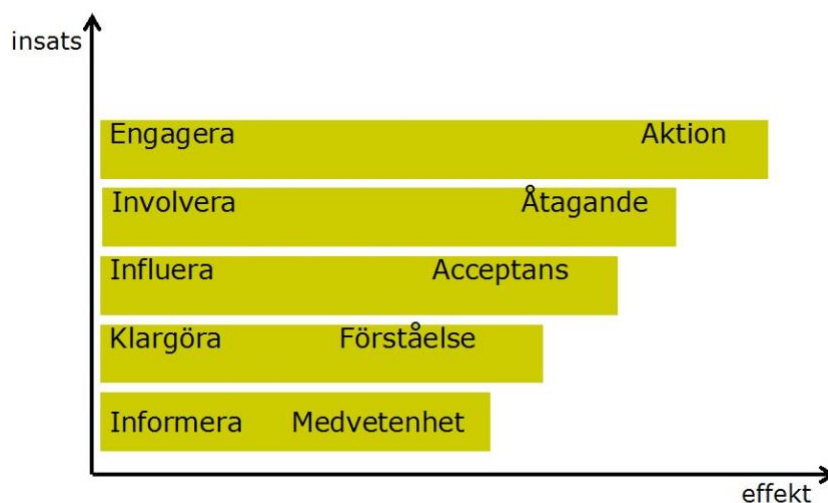 insats
Engagera Aktion
Involvera Åtagande
Influera Acceptans
Klargöra Förståelse
Informera Medvetenhet
effekt